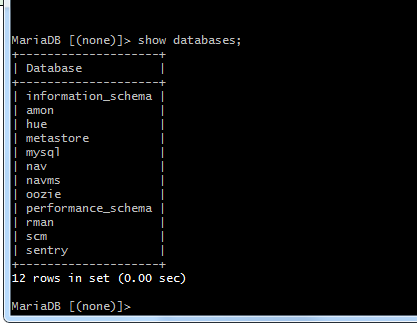 MariaDB [(none)]> show databases;
+--------------------+
| Database           |
+--------------------+
| information_schema |
| amon               |
| hue                |
| metastore          |
| mysql              |
| nav                |
| navms              |
| oozie              |
| performance_schema |
| rman               |
| scm                |
| sentry             |
+--------------------+
12 rows in set (0.00 sec)
MariaDB [(none)]>